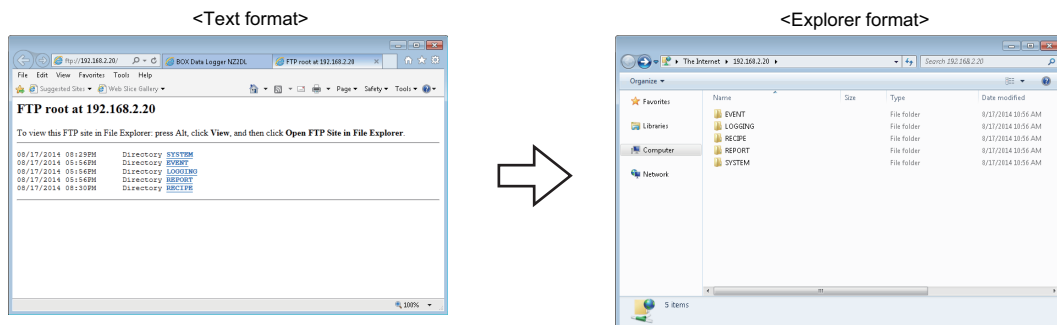 <Text format>
<Explorer format>
ftp://192.168.2.20/
BOX Data Logger NZ2DL
FTP root at 192.168.2.20
File Edit View Favorites Tools Help
Suggested Sites Web Slice Gallery Page Safety Tools
FTP root at 192.168.2.20
To view this FTP site in File Explorer: press Alt, click View, and then click Open FTP Site in File Explorer.
08/17/2014 08:29PM Directory SYSTEM
08/17/2014 05:56PM Directory EVENT
08/17/2014 05:56PM Directory LOGGING
08/17/2014 05:56PM Directory REPORT
08/17/2014 08:30PM Directory RECIPE
100%
The Internet 192.168.2.20
Search 192.168.2.20
Organize
Favorites
Libraries
Computer
Network
Name Size Type Date modified
EVENT File folder 8/17/2014 10:56 AM
LOGGING File folder 8/17/2014 10:56 AM
RECIPE File folder 8/17/2014 10:56 AM
REPORT File folder 8/17/2014 10:56 AM
SYSTEM File folder 8/17/2014 10:56 AM
5 items